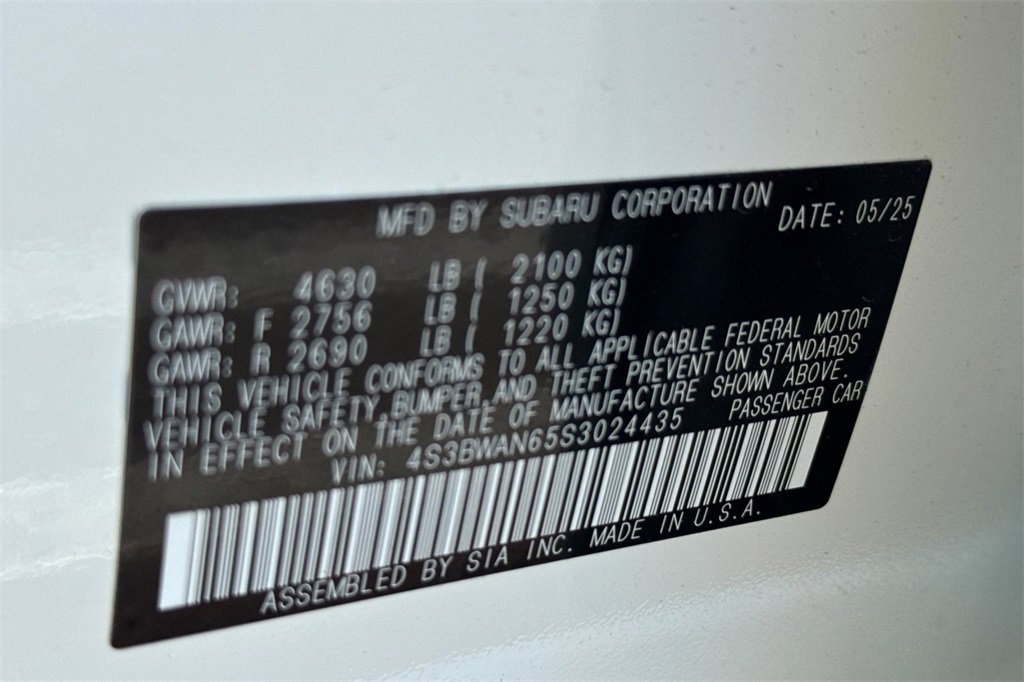 MFD BY SUBARU CORPORATION DATE: 05/25
GVWR: 4630 LB ( 2100 KG)
GAWR: F 2756 LB ( 1250 KG)
GAWR: R 2690 LB ( 1220 KG)
THIS VEHICLE CONFORMS TO ALL APPLICABLE FEDERAL MOTOR
VEHICLE SAFETY,BUMPER,AND THEFT PREVENTION STANDARDS
IN EFFECT ON THE DATE OF MANUFACTURE SHOWN ABOVE.
VIN: 4S3BWAN65S3024435 PASSENGER CAR
ASSEMBLED BY SIA INC. MADE IN U.S.A.